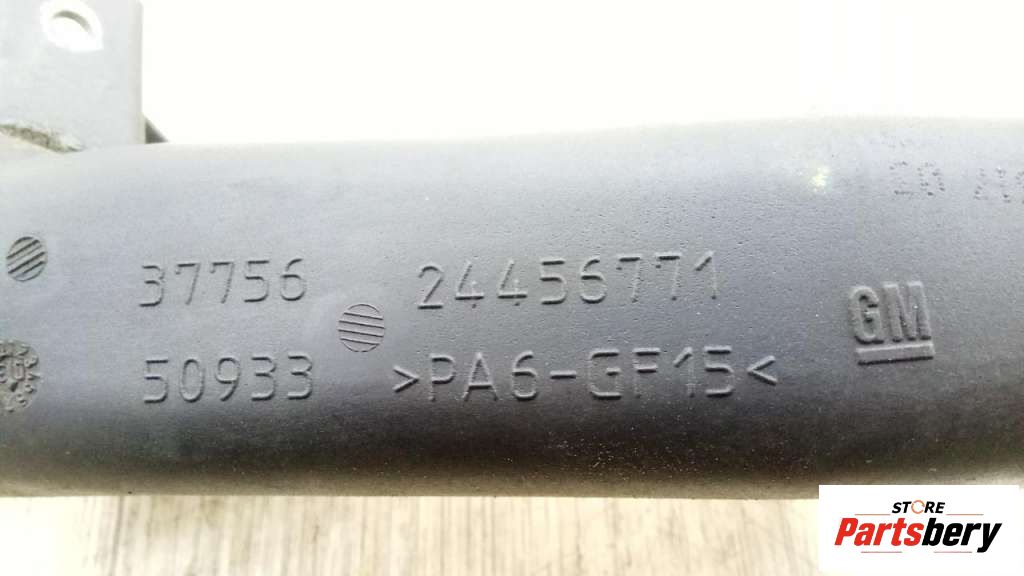 37756 24456771
50933 >PA6-GF15<
GM
STORE
Partsbery